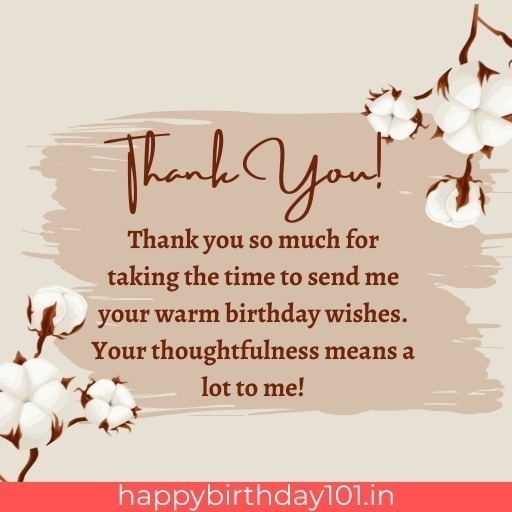 Thank You!
Thank you so much for
taking the time to send me
your warm birthday wishes.
Your thoughtfulness means a
lot to me!
happybirthday101.in